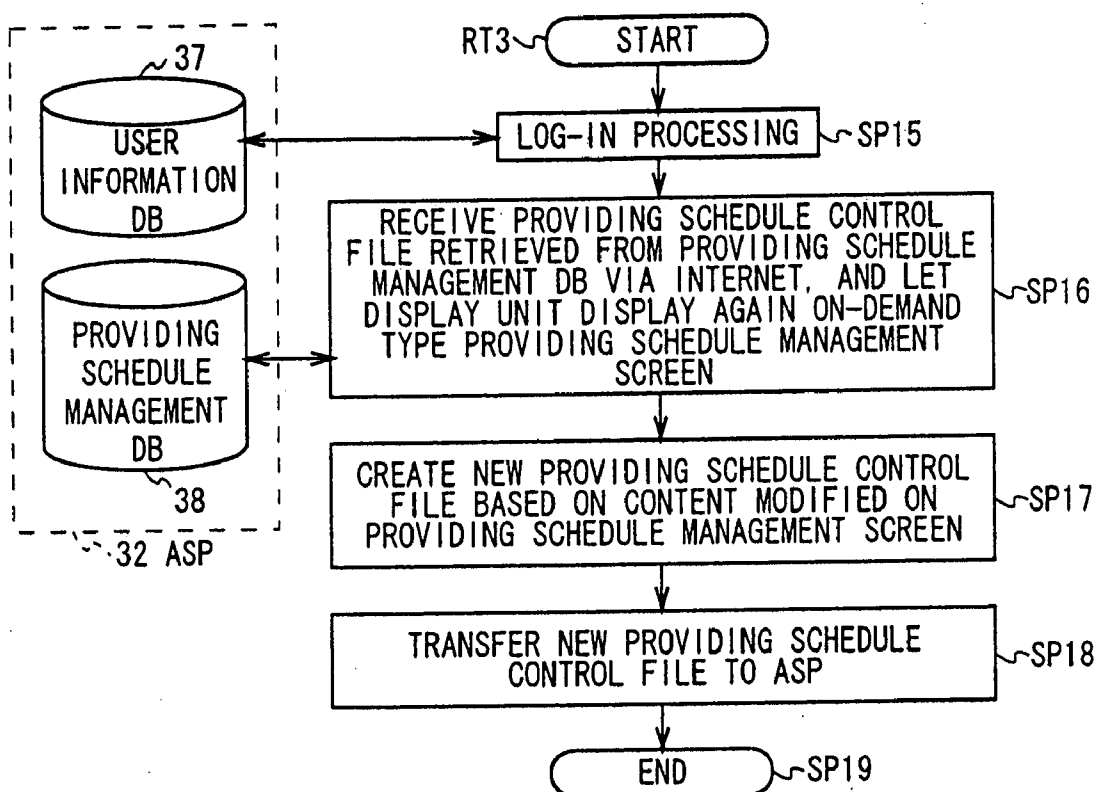 RT3
START
37
USER
INFORMATION
DB
LOG-IN PROCESSING
SP15
RECEIVE PROVIDING SCHEDULE CONTROL
FILE RETRIEVED FROM PROVIDING SCHEDULE
MANAGEMENT DB VIA INTERNET, AND LET
DISPLAY UNIT DISPLAY AGAIN ON-DEMAND
TYPE PROVIDING SCHEDULE MANAGEMENT
SCREEN
SP16
PROVIDING
SCHEDULE
MANAGEMENT
DB
38
32 ASP
CREATE NEW PROVIDING SCHEDULE CONTROL
FILE BASED ON CONTENT MODIFIED ON
PROVIDING SCHEDULE MANAGEMENT SCREEN
SP17
TRANSFER NEW PROVIDING SCHEDULE
CONTROL FILE TO ASP
SP18
END
SP19